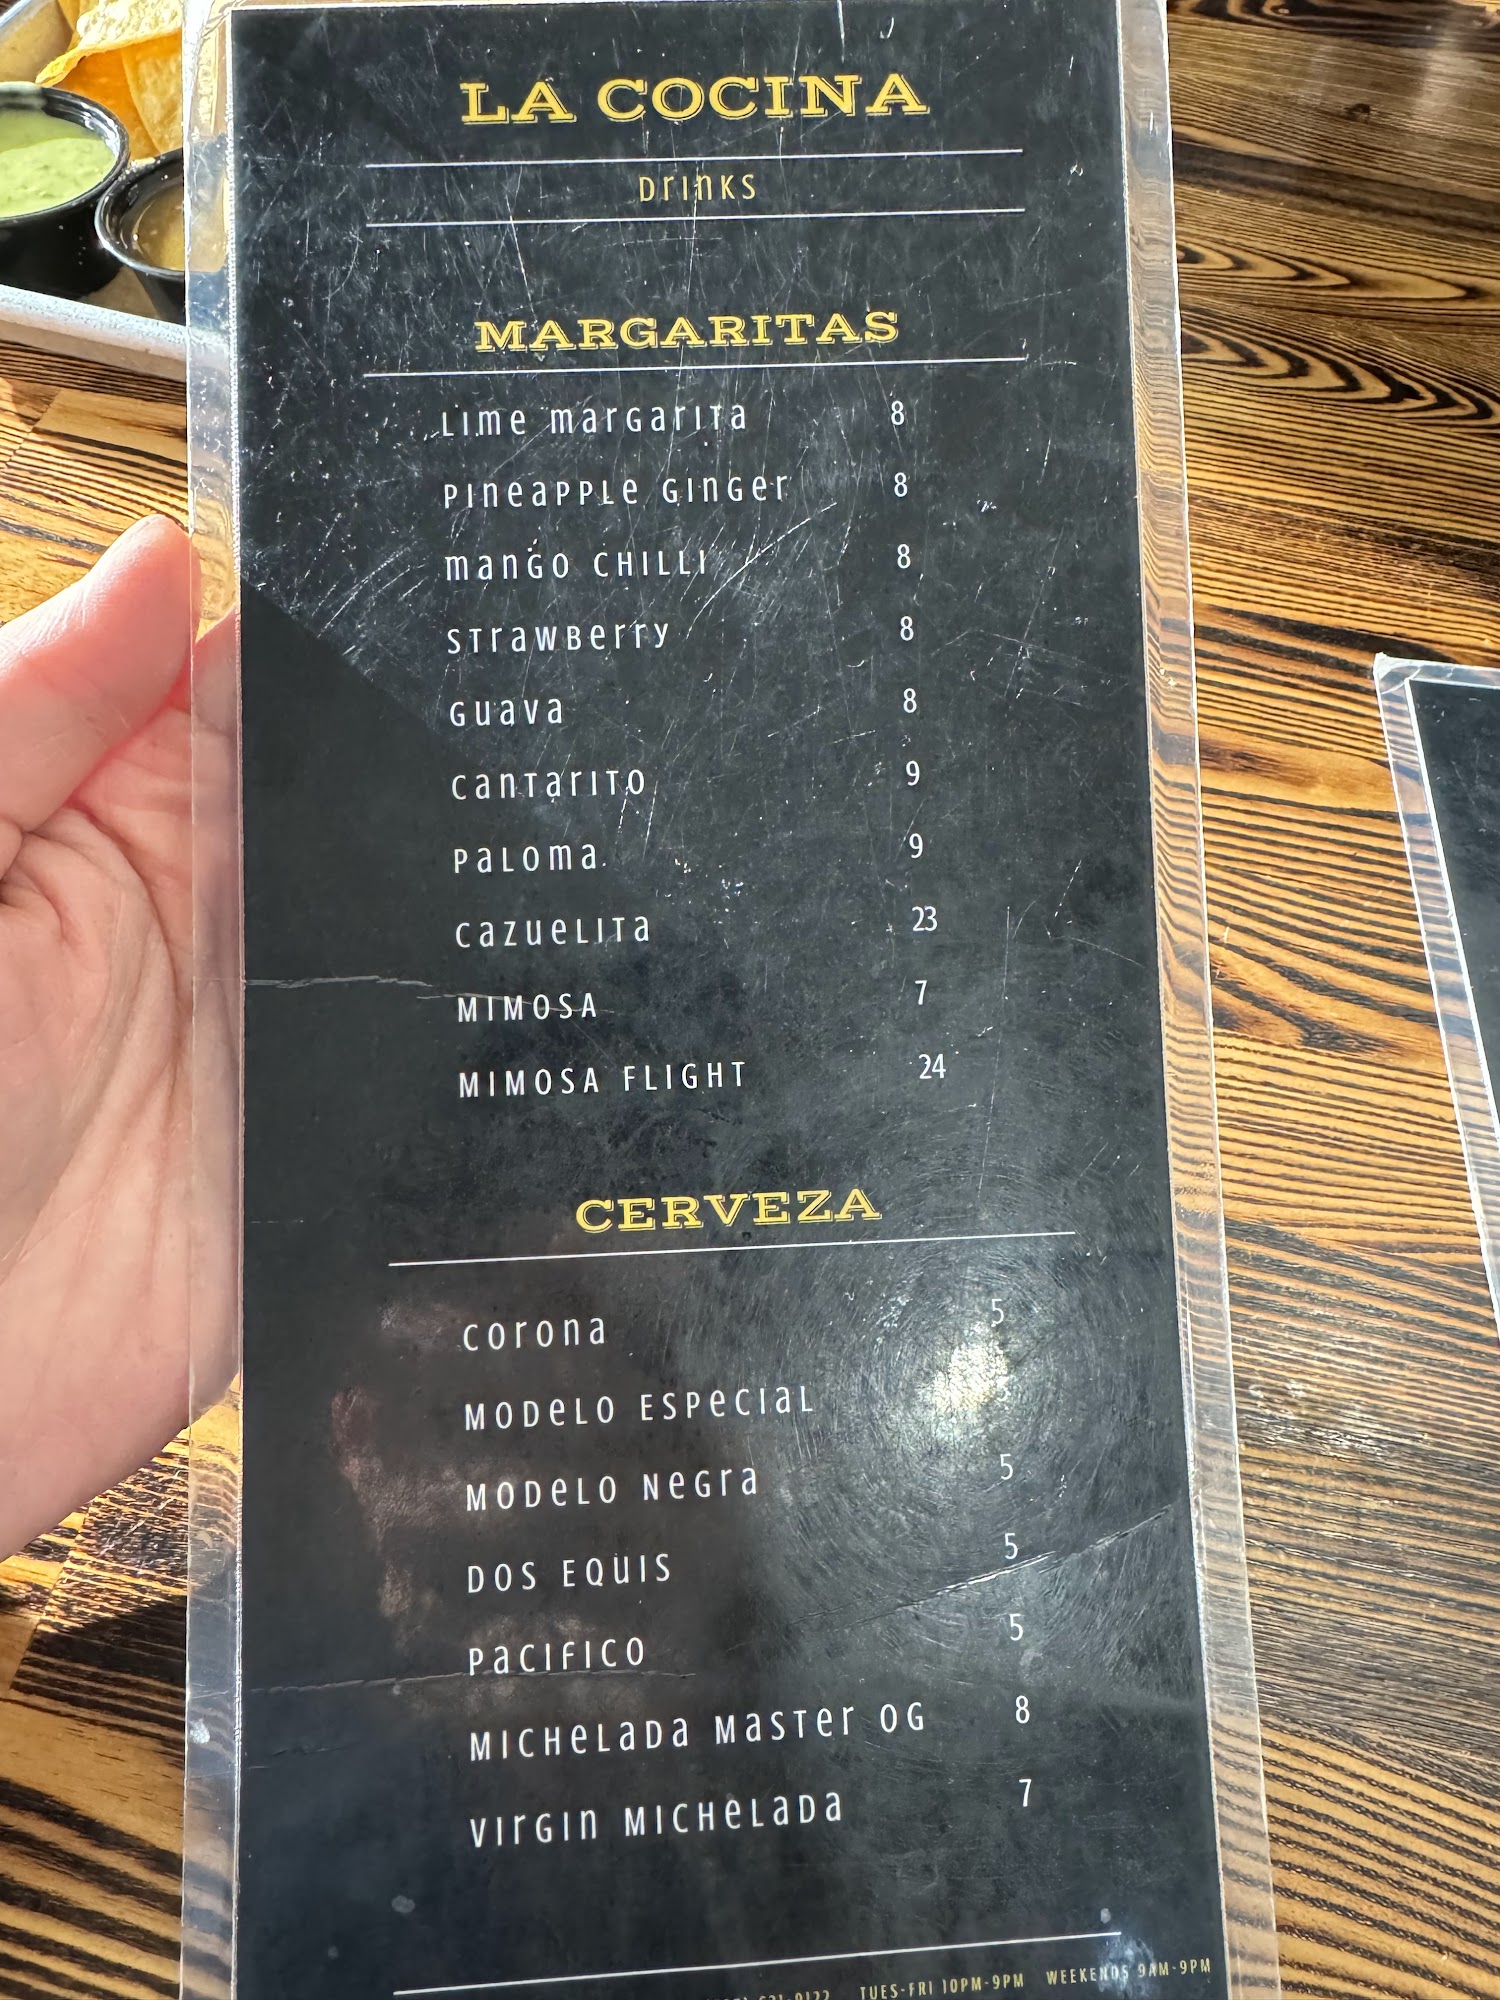 LA COCINA
Drinks
MARGARITAS
Lime margarita 8
Pineapple Ginger 8
mango CHILLI 8
Strawberry 8
Guava 8
cantarito 9
Paloma 9
cazuelita 23
MIMOSA 7
MIMOSA FLIGHT 24
CERVEZA
corona 5
Modelo Especial
Modelo Negra 5
DOS EQUIS 5
Pacifico 5
Michelada Master OG 8
Virgin Michelada 7
TUES-FRI 10PM-9PM WEEKENDS 9AM-9PM